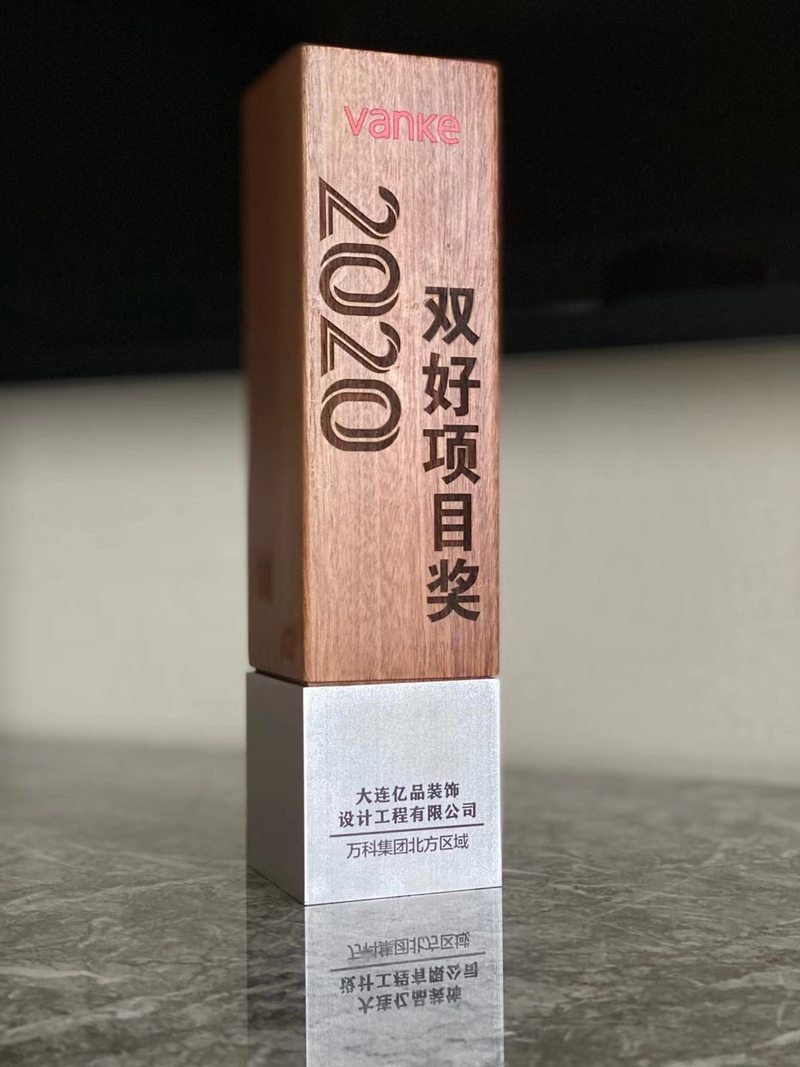 vanke
2020
双好项目奖
大连亿品装饰
设计工程有限公司
万科集团北方区域